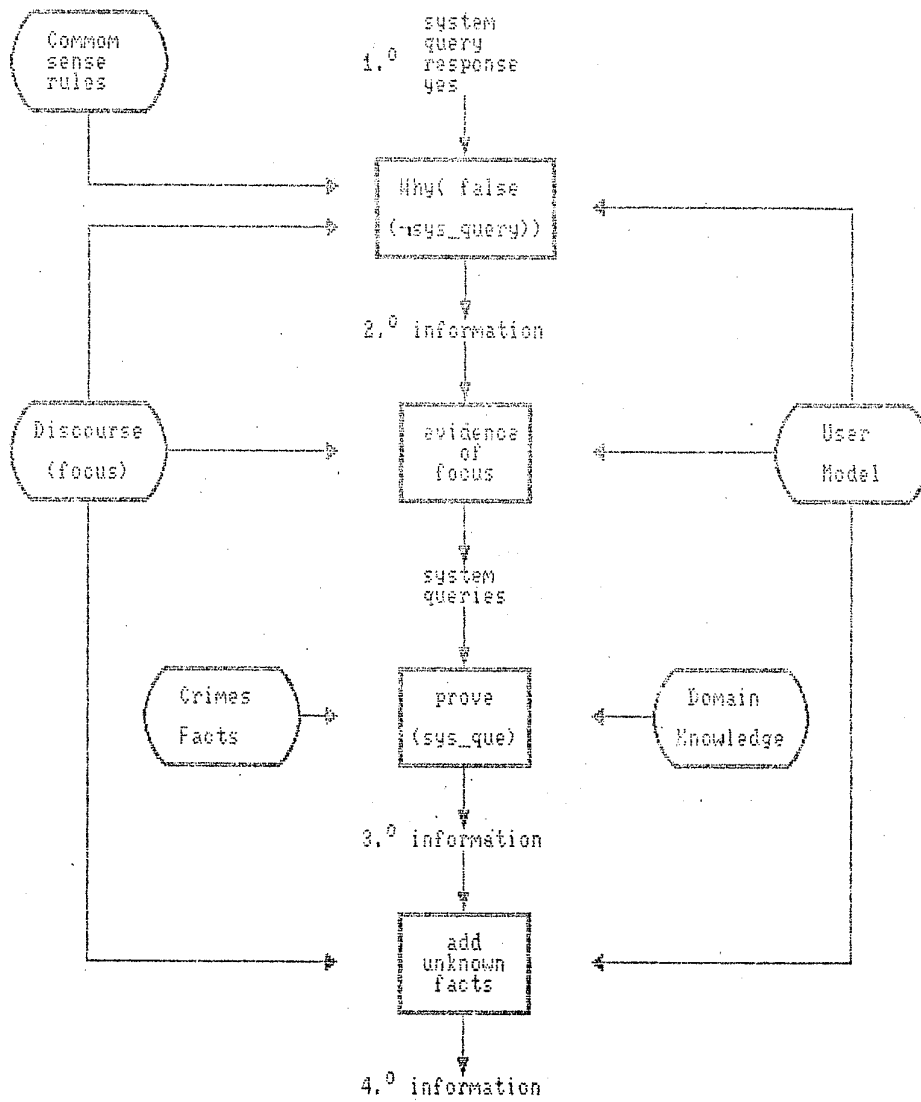 Commom
sense
rules
1.º
system
query
response
yes
Why( false
(¬sys_query))
2.º information
Discourse
(focus)
evidence
of
focus
User
Model
system
queries
Crimes
Facts
prove
(sys_que)
Domain
Knowledge
3.º information
add
unknown
facts
4.º information